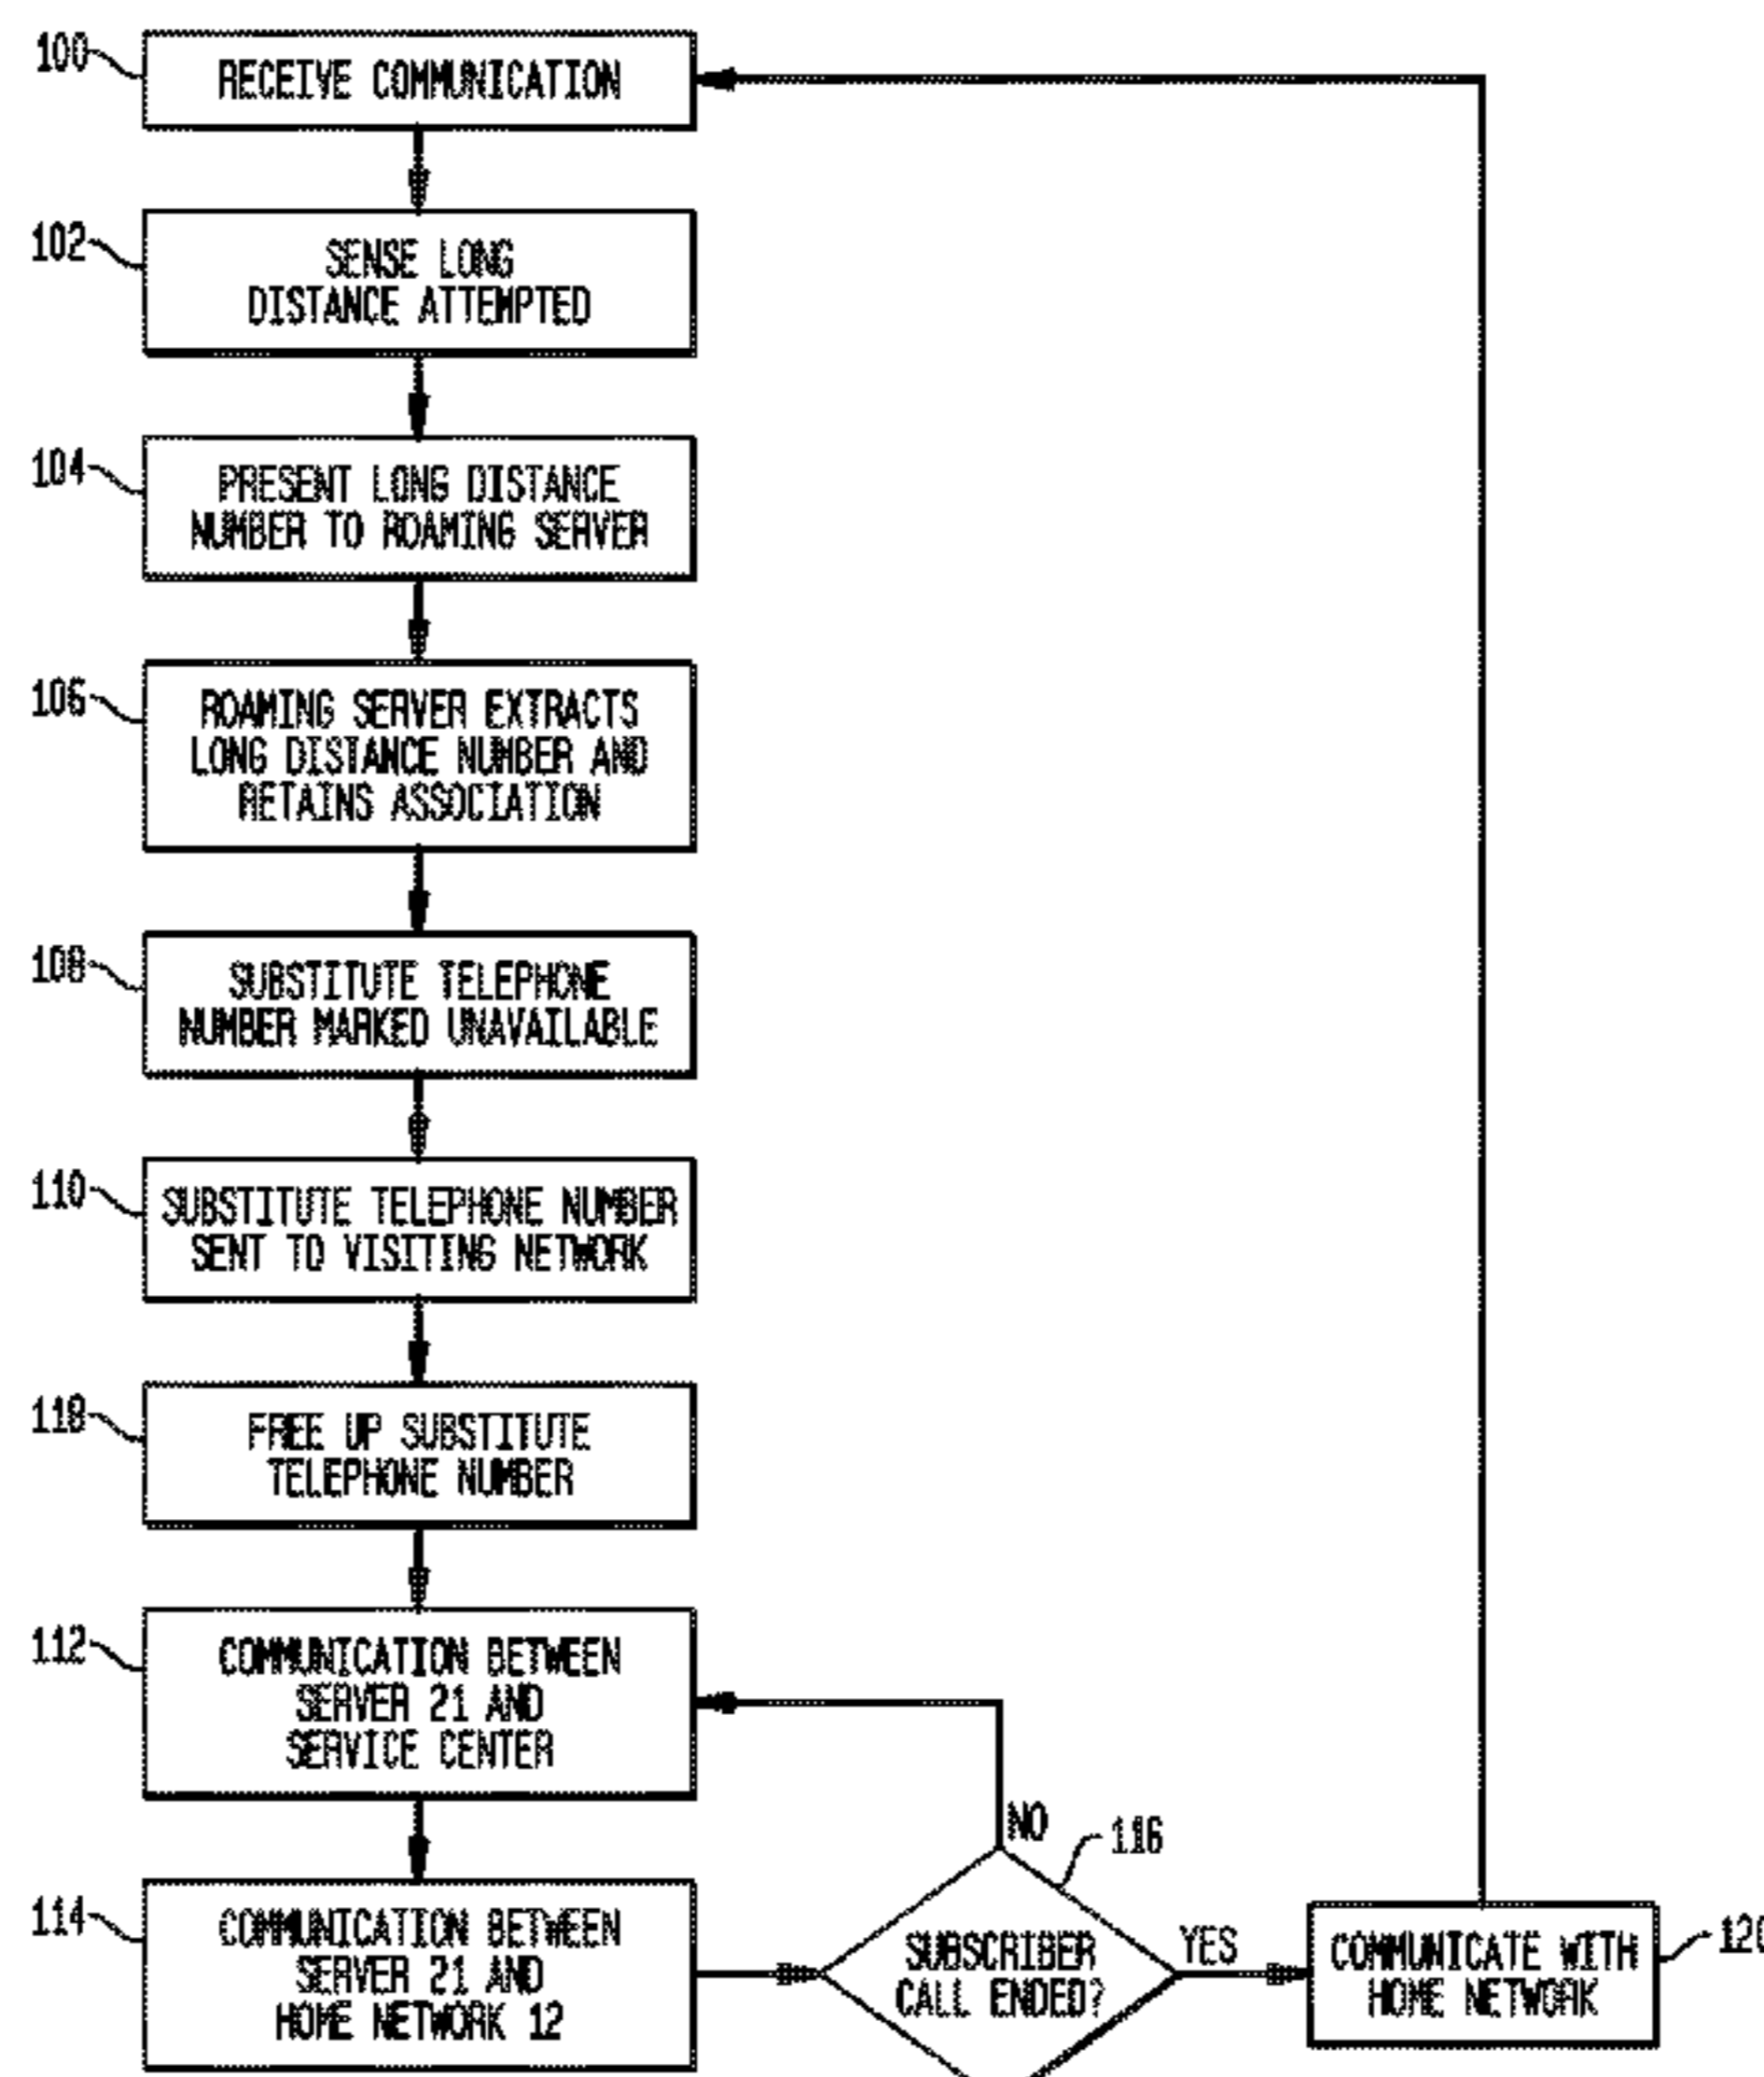 100
RECEIVE COMMUNICATION
102
SENSE LONG
DISTANCE ATTEMPTED
104
PRESENT LONG DISTANCE
NUMBER TO ROAMING SERVER
106
ROAMING SERVER EXTRACTS
LONG DISTANCE NUMBER AND
RETAINS ASSOCIATION
108
SUBSTITUTE TELEPHONE
NUMBER MARKED UNAVAILABLE
110
SUBSTITUTE TELEPHONE NUMBER
SENT TO VISITING NETWORK
118
FREE UP SUBSTITUTE
TELEPHONE NUMBER
112
COMMUNICATION BETWEEN
SERVER 21 AND
SERVICE CENTER
114
COMMUNICATION BETWEEN
SERVER 21 AND
HOME NETWORK 12
NO
116
SUBSCRIBER
CALL ENDED?
YES
COMMUNICATE WITH
HOME NETWORK
120